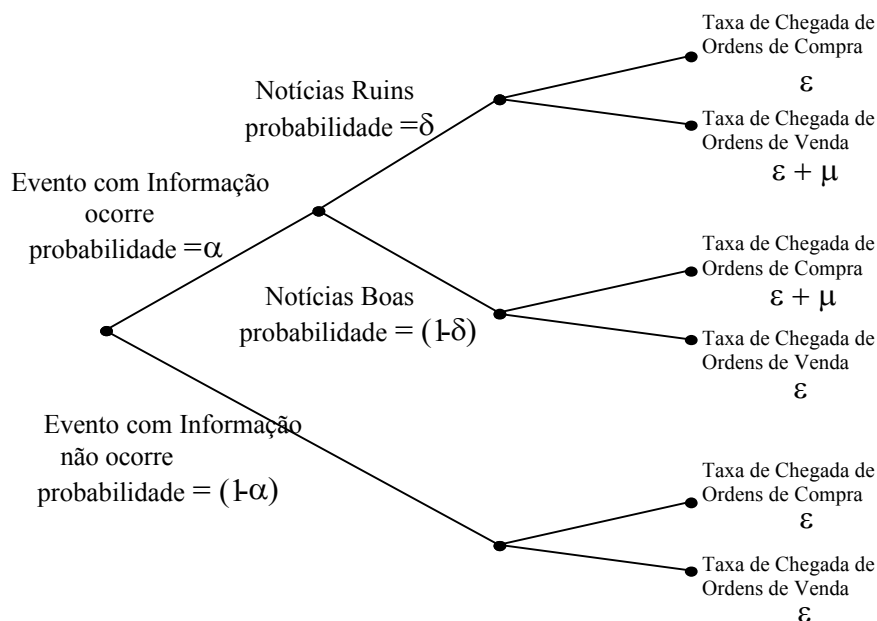 Taxa de Chegada de
Ordens de Compra
ε
Notícias Ruins
probabilidade =δ
Taxa de Chegada de
Ordens de Venda
ε + μ
Evento com Informação
ocorre
probabilidade =α
Taxa de Chegada de
Ordens de Compra
ε + μ
Notícias Boas
probabilidade = (1-δ)
Taxa de Chegada de
Ordens de Venda
ε
Evento com Informação
não ocorre
probabilidade = (1-α)
Taxa de Chegada de
Ordens de Compra
ε
Taxa de Chegada de
Ordens de Venda
ε